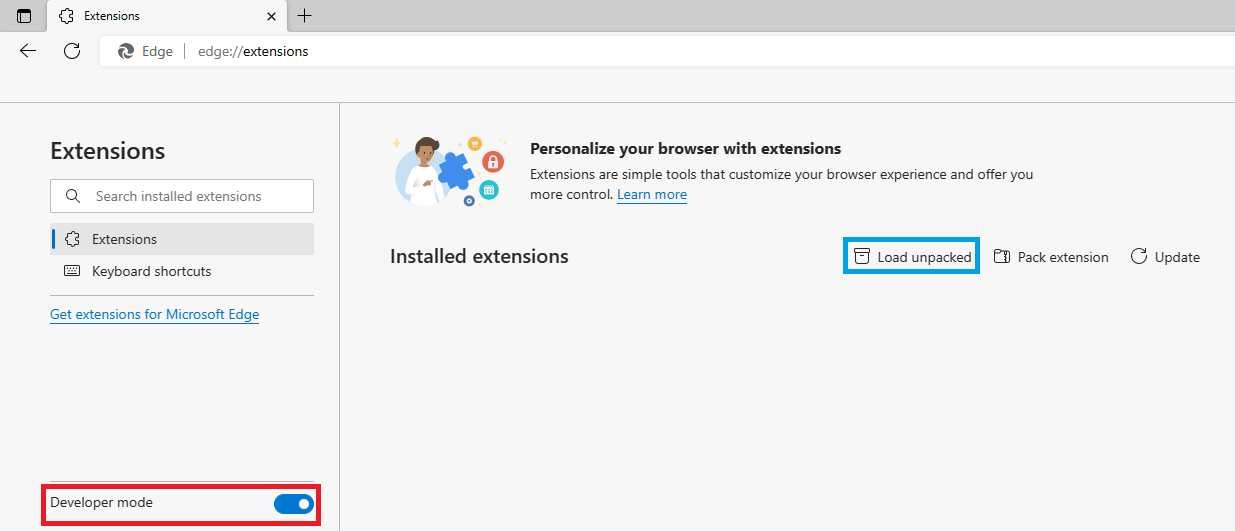 Extensions
Edge edge://extensions
Extensions
Search installed extensions
Extensions
Keyboard shortcuts
Get extensions for Microsoft Edge
Developer mode
Personalize your browser with extensions
Extensions are simple tools that customize your browser experience and offer you
more control. Learn more
Installed extensions
Load unpacked
Pack extension
Update